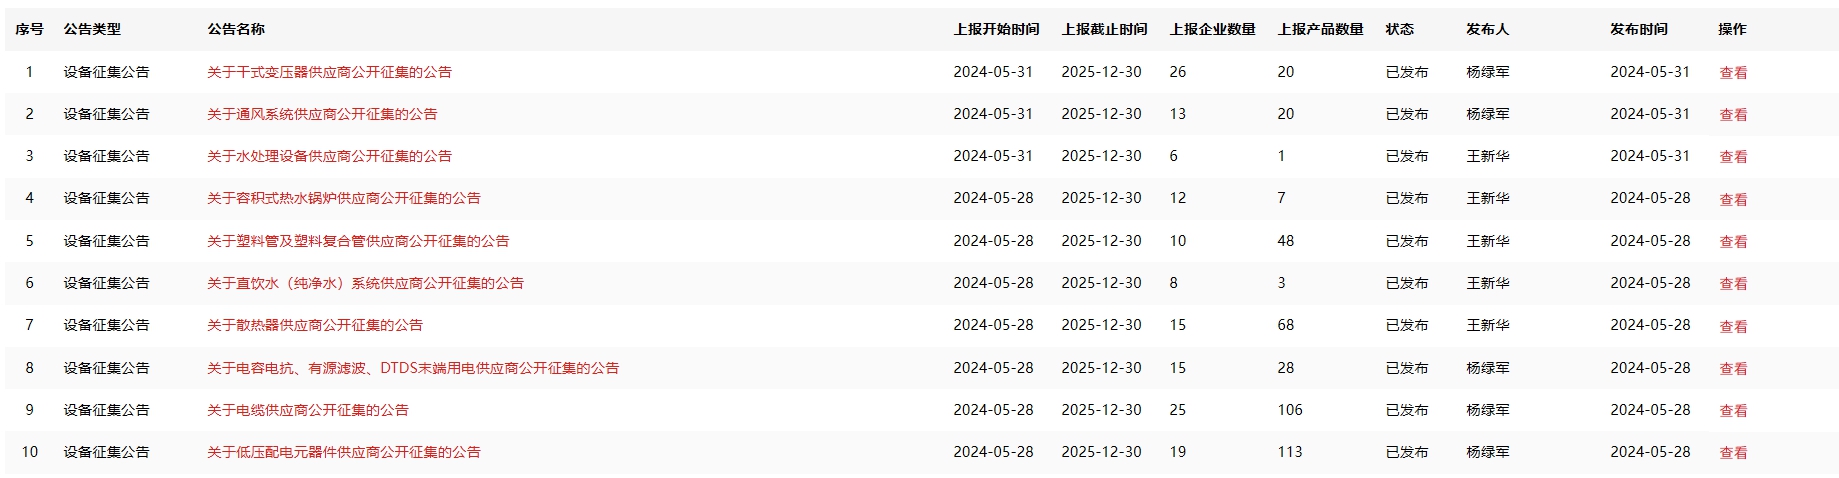 序号 公告类型 公告名称 上报开始时间 上报截止时间 上报企业数量 上报产品数量 状态 发布人 发布时间 操作
1 设备征集公告 关于干式变压器供应商公开征集的公告 2024-05-31 2025-12-30 26 20 已发布 杨绿军 2024-05-31 查看
2 设备征集公告 关于通风系统供应商公开征集的公告 2024-05-31 2025-12-30 13 20 已发布 杨绿军 2024-05-31 查看
3 设备征集公告 关于水处理设备供应商公开征集的公告 2024-05-31 2025-12-30 6 1 已发布 王新华 2024-05-31 查看
4 设备征集公告 关于容积式热水锅炉供应商公开征集的公告 2024-05-28 2025-12-30 12 7 已发布 王新华 2024-05-28 查看
5 设备征集公告 关于塑料管及塑料复合管供应商公开征集的公告 2024-05-28 2025-12-30 10 48 已发布 王新华 2024-05-28 查看
6 设备征集公告 关于直饮水（纯净水）系统供应商公开征集的公告 2024-05-28 2025-12-30 8 3 已发布 王新华 2024-05-28 查看
7 设备征集公告 关于散热器供应商公开征集的公告 2024-05-28 2025-12-30 15 68 已发布 王新华 2024-05-28 查看
8 设备征集公告 关于电容电抗、有源滤波、DTDS末端用电供应商公开征集的公告 2024-05-28 2025-12-30 15 28 已发布 杨绿军 2024-05-28 查看
9 设备征集公告 关于电缆供应商公开征集的公告 2024-05-28 2025-12-30 25 106 已发布 杨绿军 2024-05-28 查看
10 设备征集公告 关于低压配电元器件供应商公开征集的公告 2024-05-28 2025-12-30 19 113 已发布 杨绿军 2024-05-28 查看